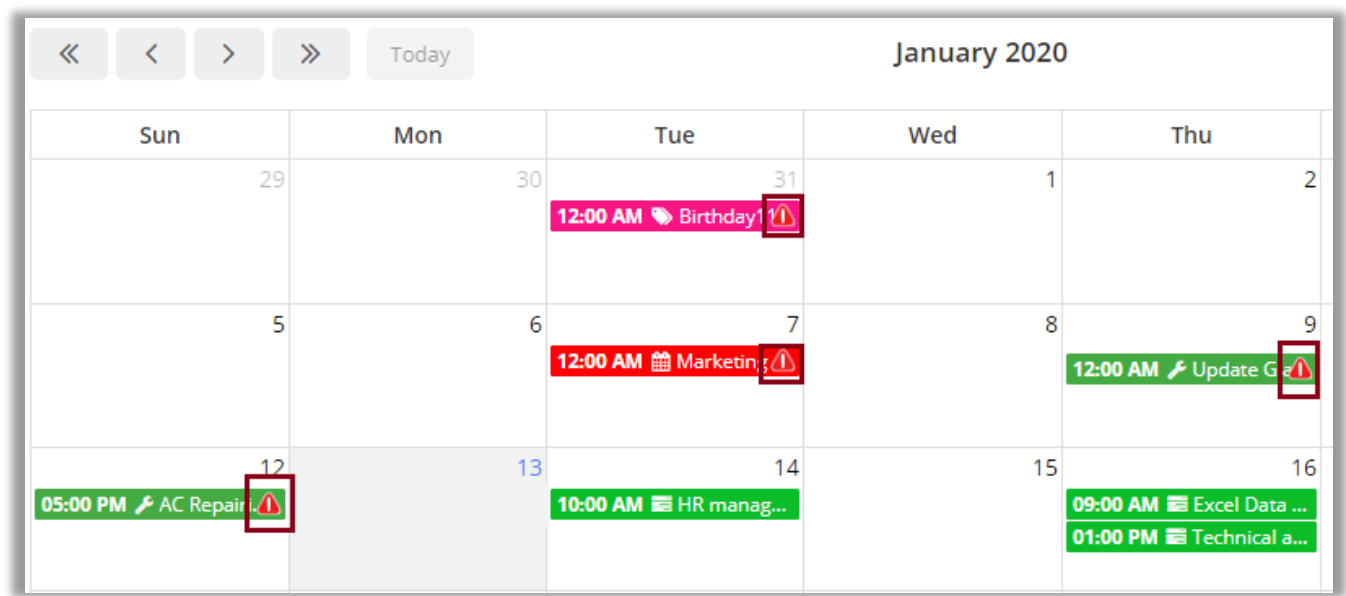 Today
January 2020
Sun Mon Tue Wed Thu
29 30 31 1 2
12:00 AM Birthday11
5 6 7 8 9
12:00 AM Marketing
12:00 AM Update Gla
12 13 14 15 16
05:00 PM AC Repairi.
10:00 AM HR manag...
09:00 AM Excel Data ...
01:00 PM Technical a...